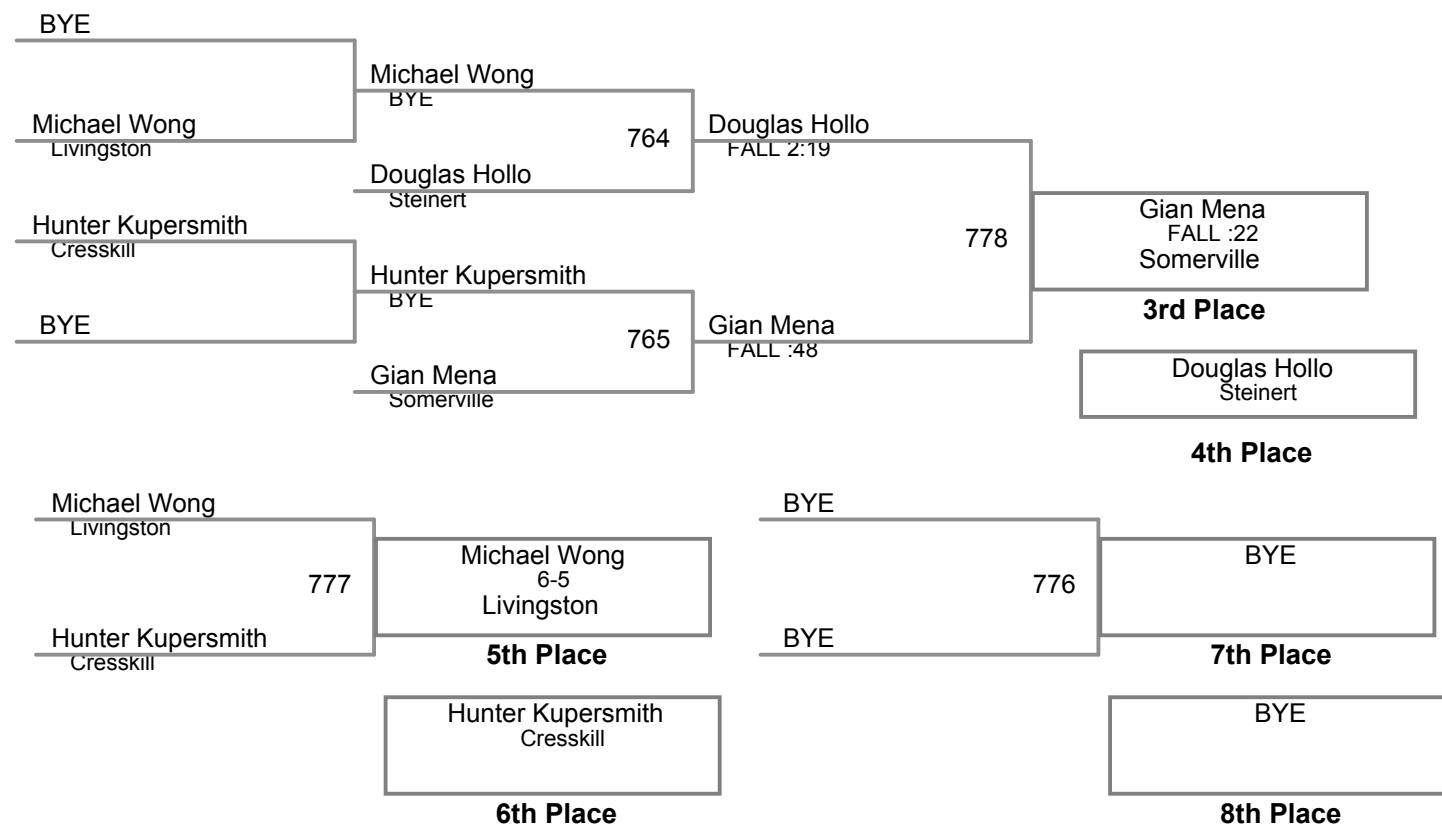 BYE
Michael Wong
BYE
Michael Wong
Livingston
764
Douglas Hollo
FALL 2:19
Douglas Hollo
Steinert
Hunter Kupersmith
Cresskill
778
Gian Mena
FALL :22
Somerville
3rd Place
Hunter Kupersmith
BYE
BYE
765
Gian Mena
FALL :48
Gian Mena
Somerville
Douglas Hollo
Steinert
4th Place
Michael Wong
Livingston
777
Michael Wong
6-5
Livingston
5th Place
Hunter Kupersmith
Cresskill
Hunter Kupersmith
Cresskill
6th Place
BYE
776
BYE
7th Place
BYE
BYE
8th Place